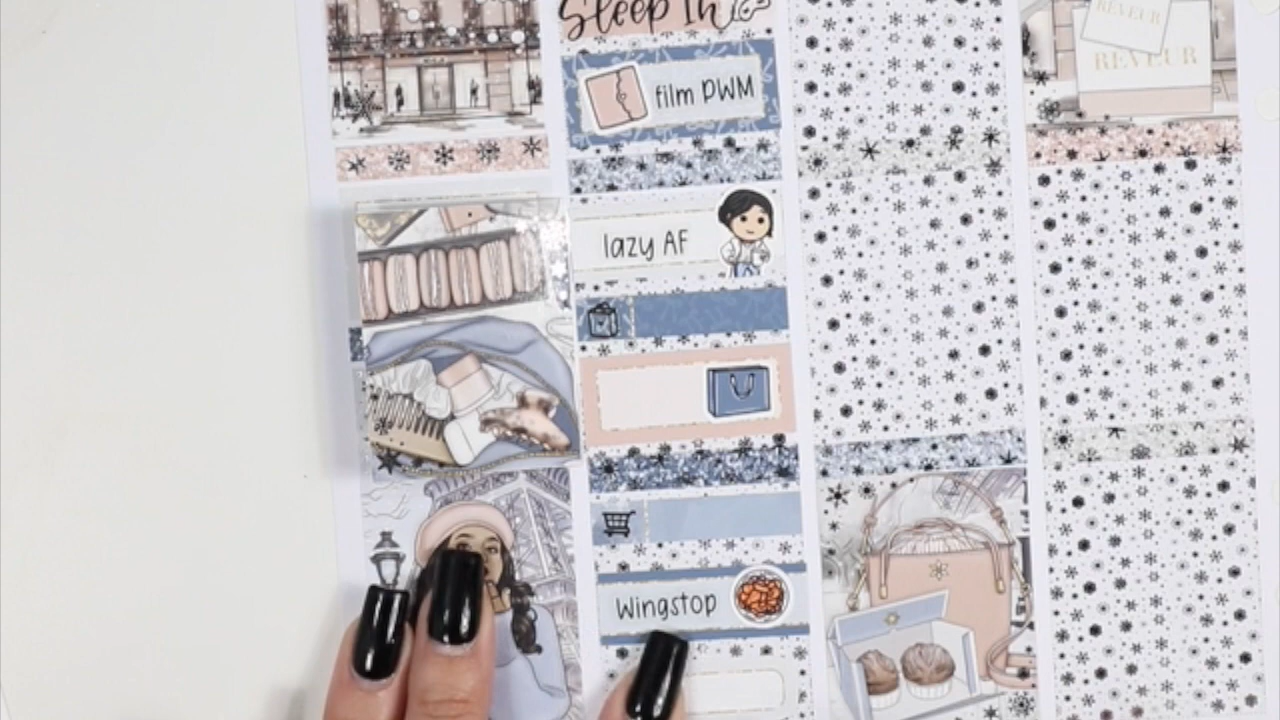 Sleep In
film PWM
lazy AF
Wingstop
REVEUR
REVEUR